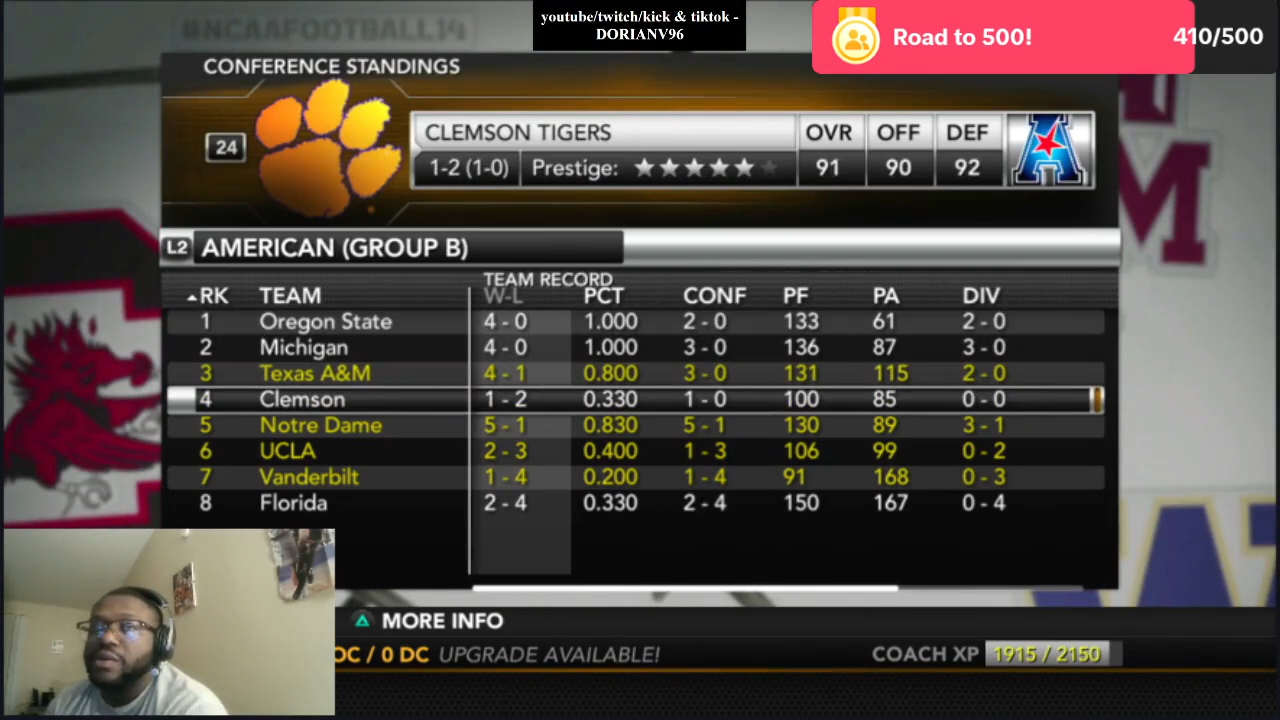 #NCAAFOOTBALL14
youtube/twitch/kick & tiktok -
DORIANV96
Road to 500!
410/500
CONFERENCE STANDINGS
24
CLEMSON TIGERS OVR OFF DEF
1-2 (1-0) Prestige: 91 90 92
L2 AMERICAN (GROUP B)
TEAM RECORD
RK TEAM W-L PCT CONF PF PA DIV
1 Oregon State 4 - 0 1.000 2 - 0 133 61 2 - 0
2 Michigan 4 - 0 1.000 3 - 0 136 87 3 - 0
3 Texas A&M 4 - 1 0.800 3 - 0 131 115 2 - 0
4 Clemson 1 - 2 0.330 1 - 0 100 85 0 - 0
5 Notre Dame 5 - 1 0.830 5 - 1 130 89 3 - 1
6 UCLA 2 - 3 0.400 1 - 3 106 99 0 - 2
7 Vanderbilt 1 - 4 0.200 1 - 4 91 168 0 - 3
8 Florida 2 - 4 0.330 2 - 4 150 167 0 - 4
MORE INFO
OC / 0 DC UPGRADE AVAILABLE! COACH XP 1915 / 2150